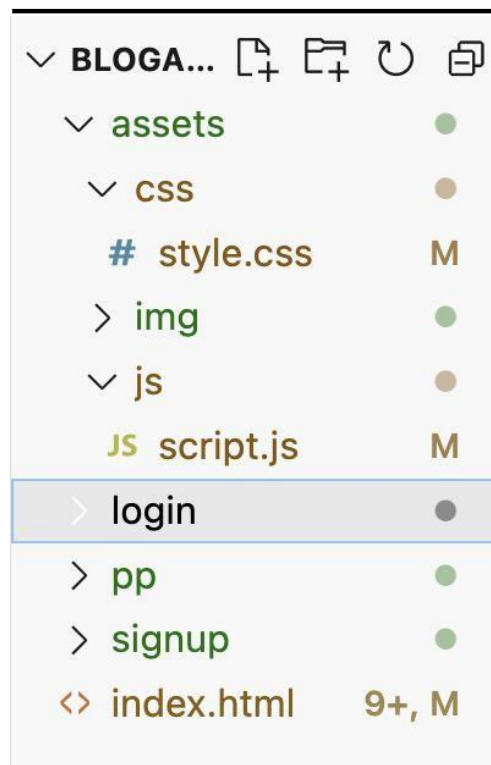 BLOGA...
assets
css
# style.css M
img
js
JS script.js M
login
pp
signup
<> index.html 9+, M